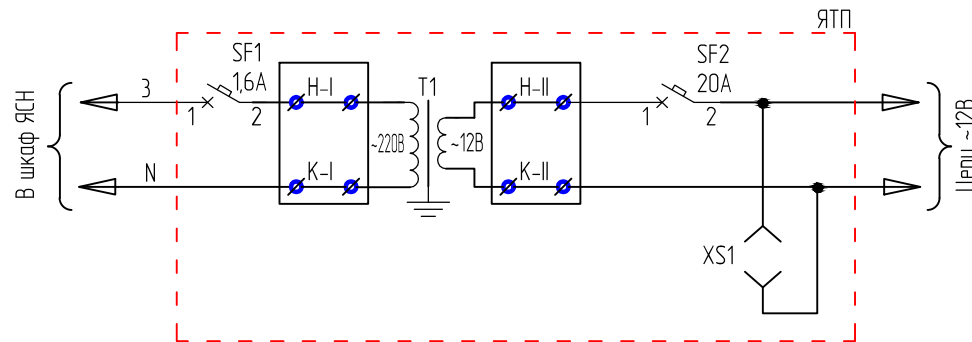 ЯТП
SF1
1,6А
SF2
20А
В шкаф ЯСН
3
1
2
Н-I
Т1
Н-II
1
2
~220В
~12В
N
К-I
К-II
XS1
Цепи ~12В